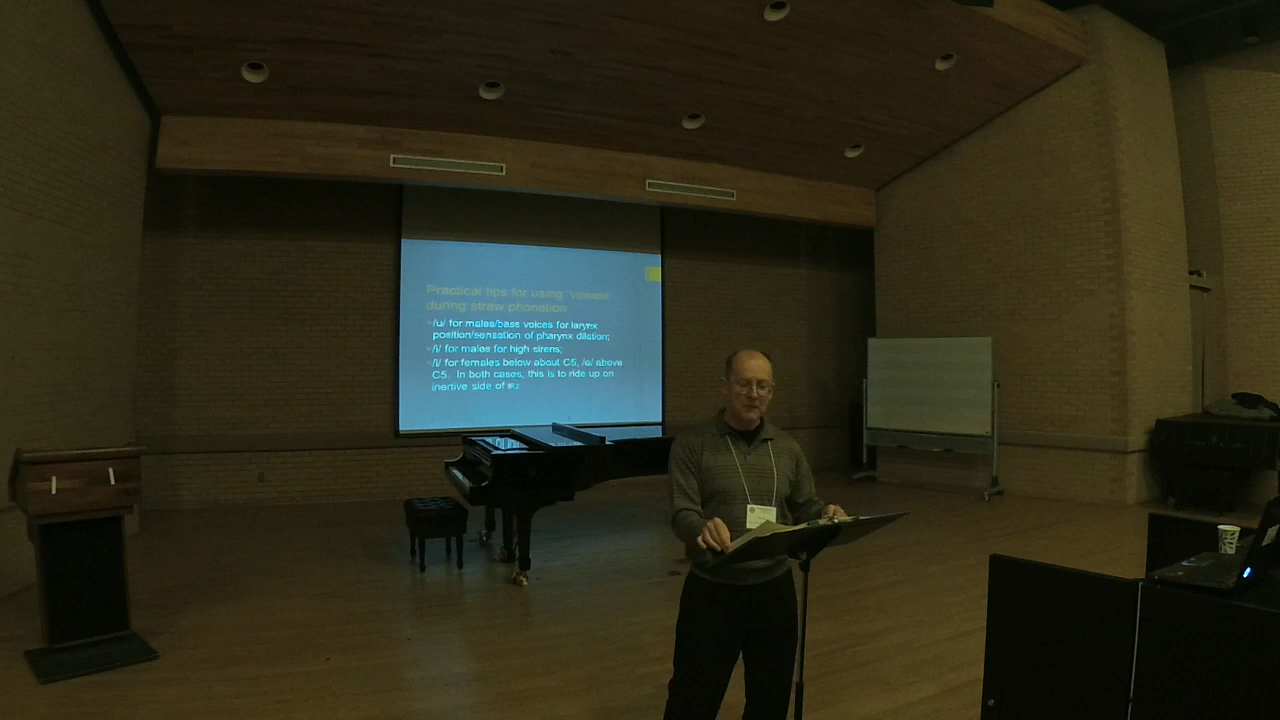 Practical tips for using 'vowels'
during straw phonation
/u/ for males/bass voices for larynx
position/sensation of pharynx dilation;
/i/ for males for high sirens;
/i/ for females below about C5, /o/ above
C5. In both cases, this is to ride up on
inertive side of